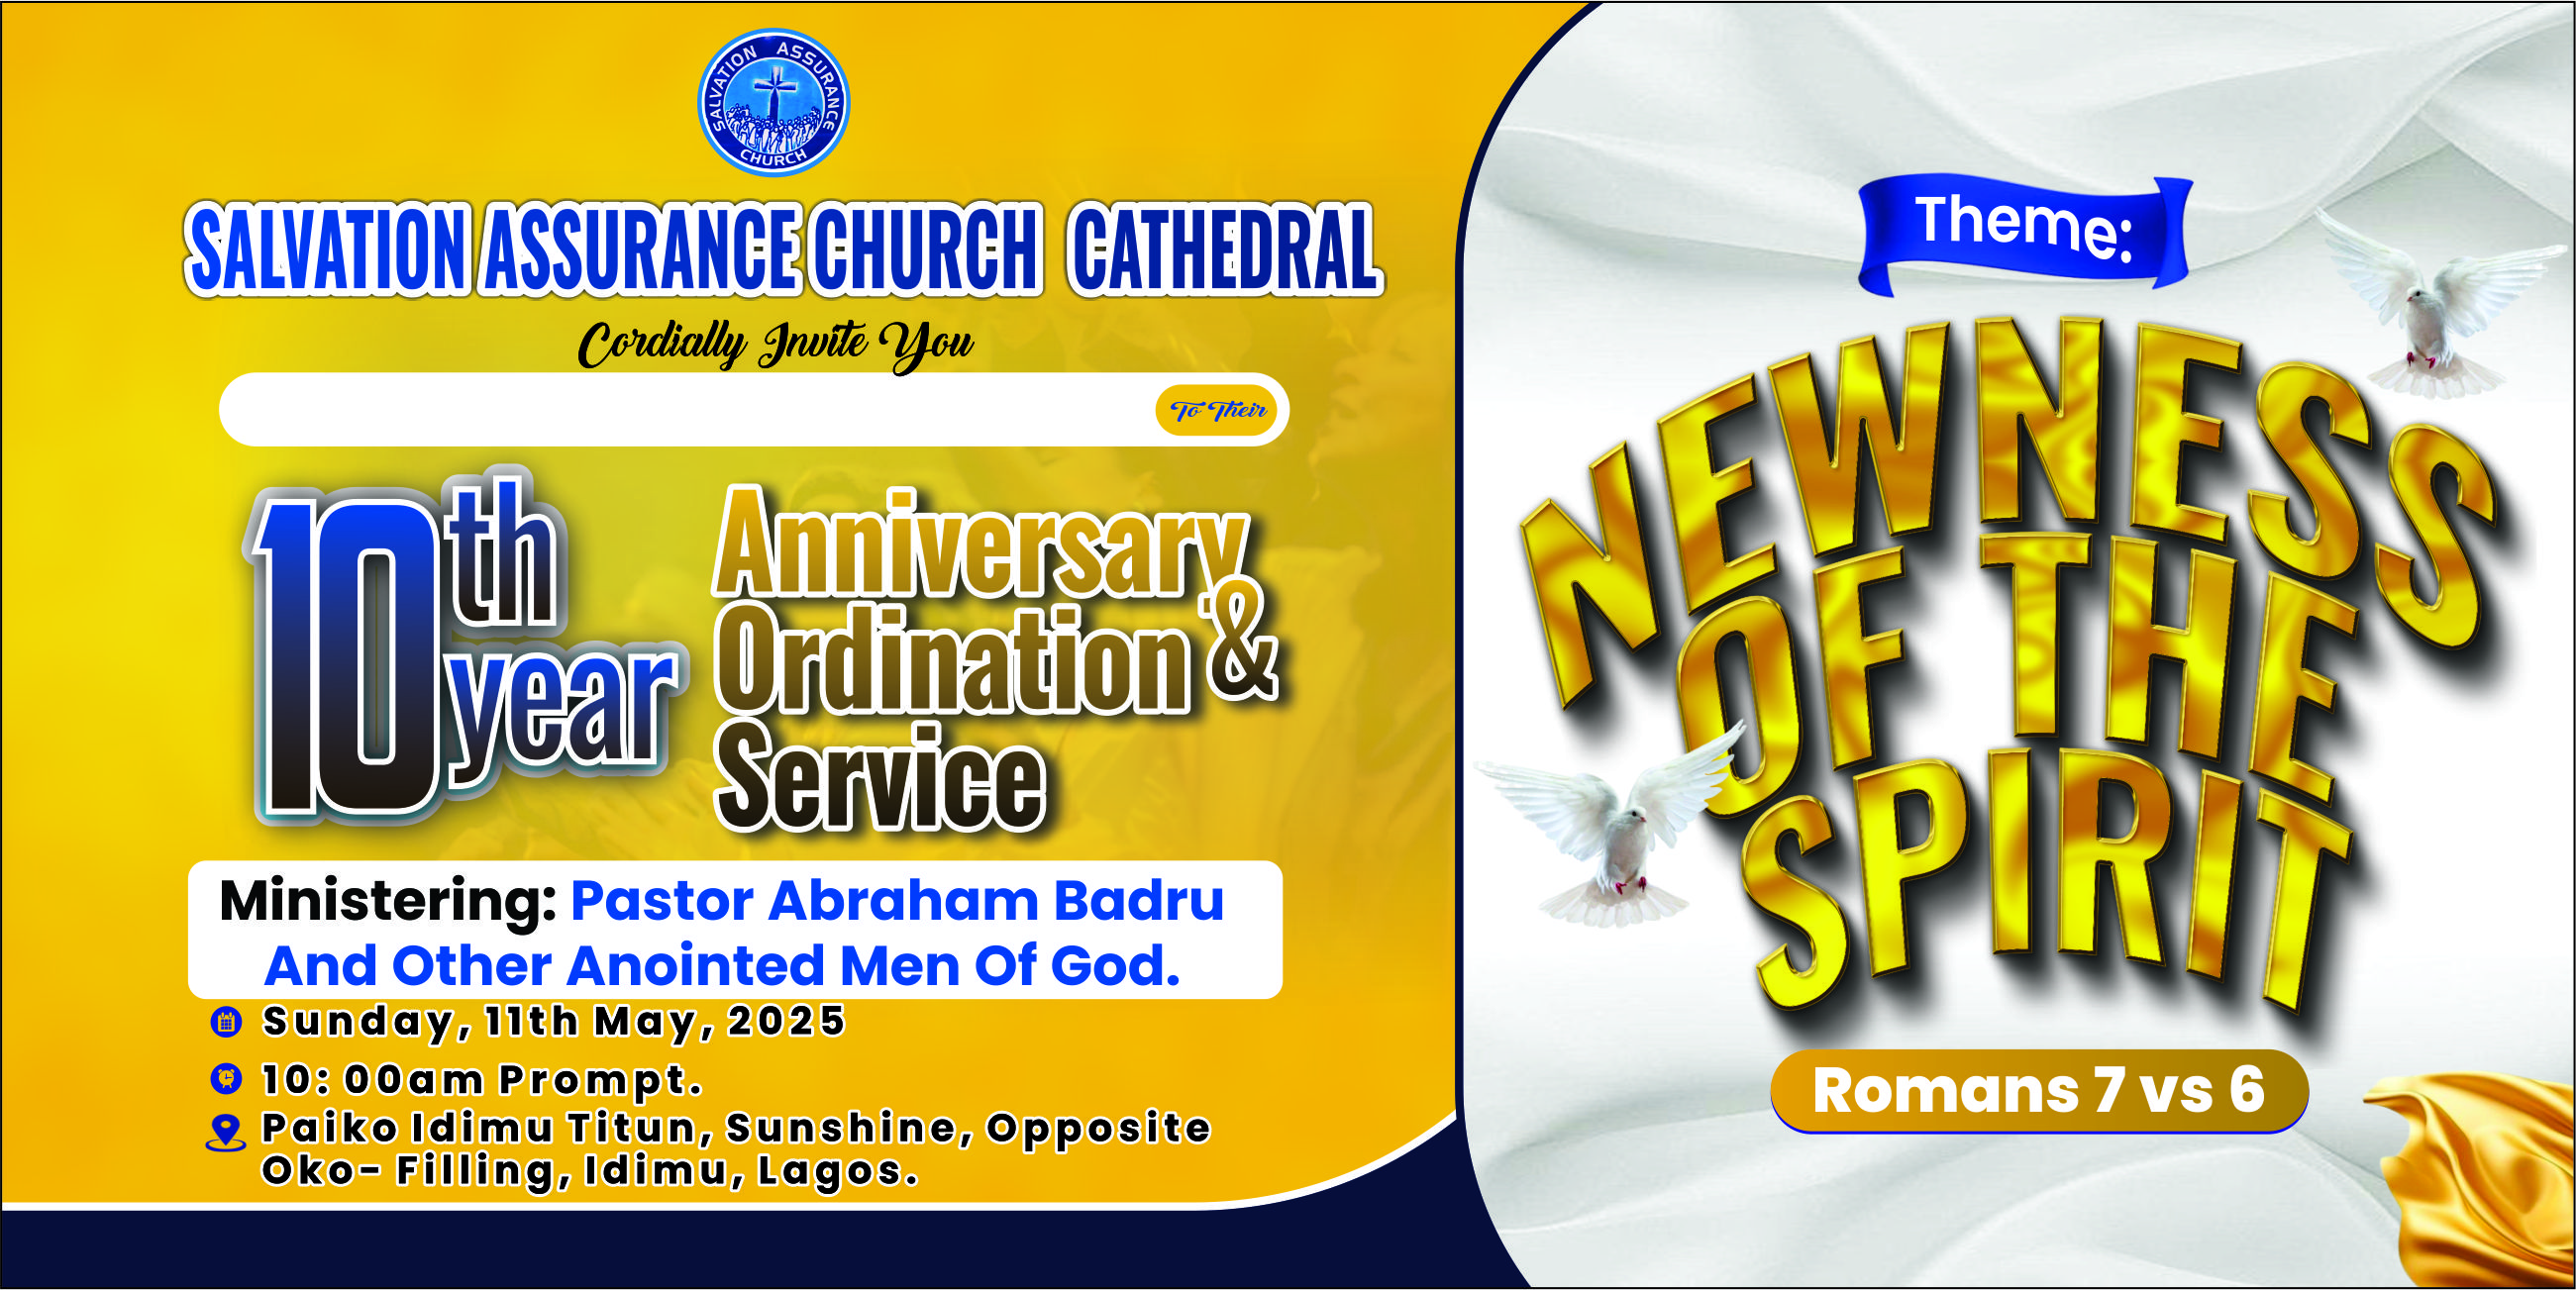 SALVATION ASSURANCE CHURCH
SALVATION ASSURANCE CHURCH CATHEDRAL
Cordially Invite You
To Their
10th year
Anniversary
Ordination &
Service
Ministering: Pastor Abraham Badru
And Other Anointed Men Of God.
Sunday, 11th May, 2025
10: 00am Prompt.
Paiko Idimu Titun, Sunshine, Opposite
Oko- Filling, Idimu, Lagos.
Theme:
NEWNESS
OF THE
SPIRIT
Romans 7 vs 6